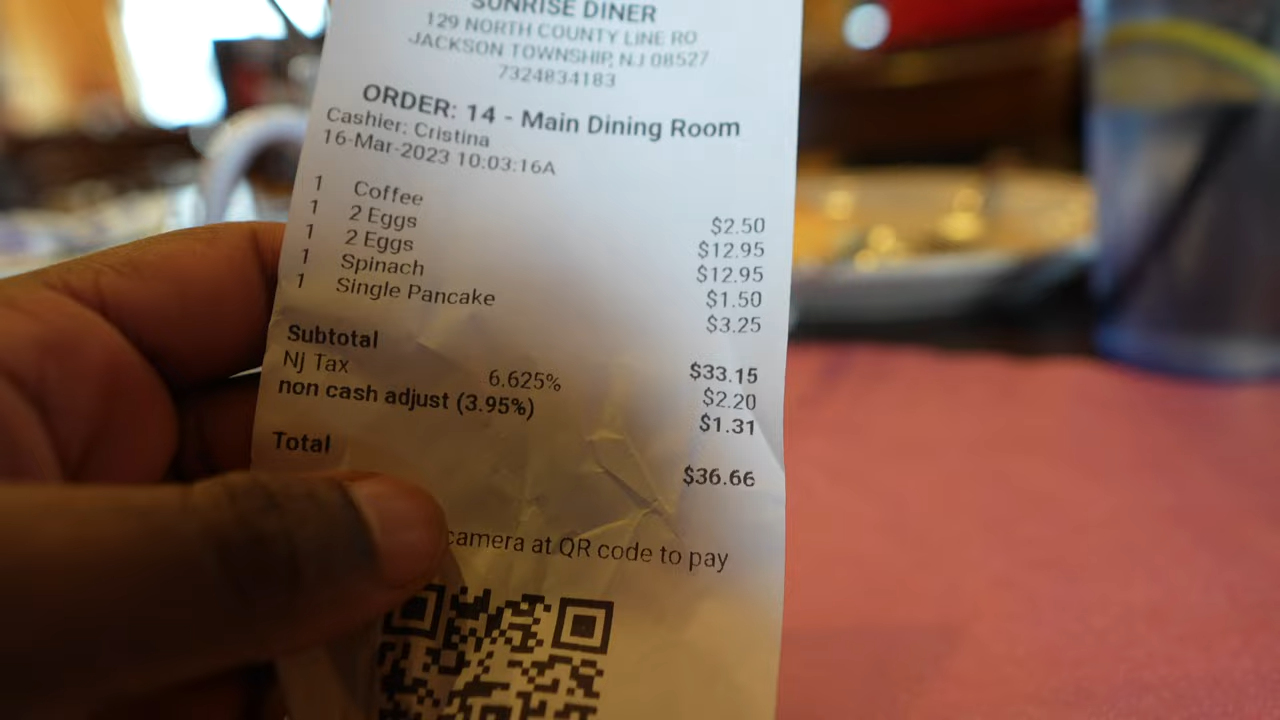 SUNRISE DINER
129 NORTH COUNTY LINE RO
JACKSON TOWNSHIP, NJ 08527
7324834183
ORDER: 14 - Main Dining Room
Cashier: Cristina
16-Mar-2023 10:03:16A
1 Coffee $2.50
1 2 Eggs $12.95
1 2 Eggs $12.95
1 Spinach $1.50
1 Single Pancake $3.25
Subtotal $33.15
Nj Tax 6.625% $2.20
non cash adjust (3.95%) $1.31
Total $36.66
camera at QR code to pay